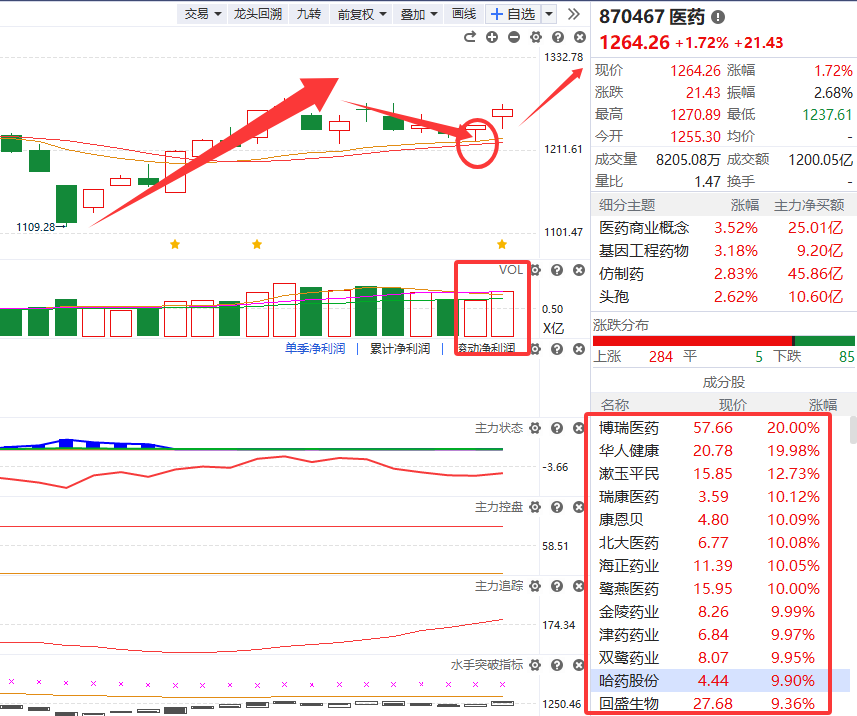 交易 龙头回溯 九转 前复权 叠加 画线 +自选
870467 医药
1264.26 +1.72% +21.43
现价 1264.26 涨幅 1.72%
涨跌 21.43 振幅 2.68%
最高 1270.89 最低 1237.61
今开 1255.30 均价 -
成交量 8205.08万 成交额 1200.05亿
量比 1.47 换手 -
细分主题 涨幅 主力净买额
医药商业概念 3.52% 25.01亿
基因工程药物 3.18% 9.20亿
仿制药 2.83% 45.86亿
头孢 2.62% 10.60亿
涨跌分布
上涨 284 平 5 下跌 85
成分股
名称 现价 涨幅
博瑞医药 57.66 20.00%
华人健康 20.78 19.98%
漱玉平民 15.85 12.73%
瑞康医药 3.59 10.12%
康恩贝 4.80 10.09%
北大医药 6.77 10.08%
海正药业 11.39 10.05%
鹭燕医药 15.95 10.00%
金陵药业 8.26 9.99%
津药药业 6.84 9.97%
双鹭药业 8.07 9.95%
哈药股份 4.44 9.90%
回盛生物 27.68 9.36%
1332.78
1211.61
1109.28
1101.47
VOL
0.50
X亿
单季净利润 | 累计净利润 | 滚动净利润
主力状态
-3.66
主力控盘
58.51
主力追踪
174.34
水手突破指标
1250.46